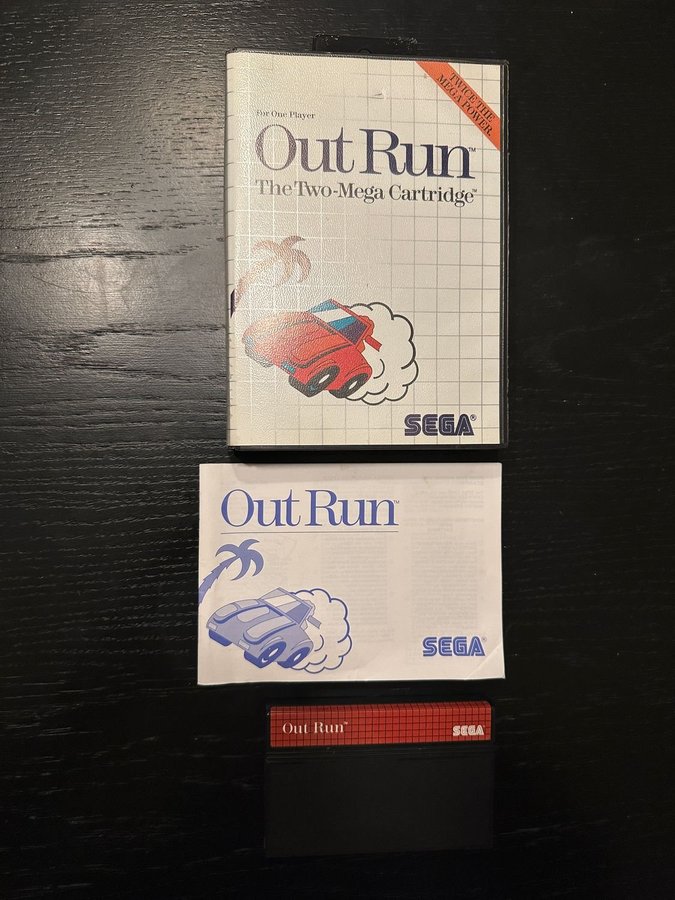 TWICE THE
MEGA POWER.
For One Player
Out Run™
The Two-Mega Cartridge™
SEGA®
Out Run™
SEGA®
Out Run™
SEGA